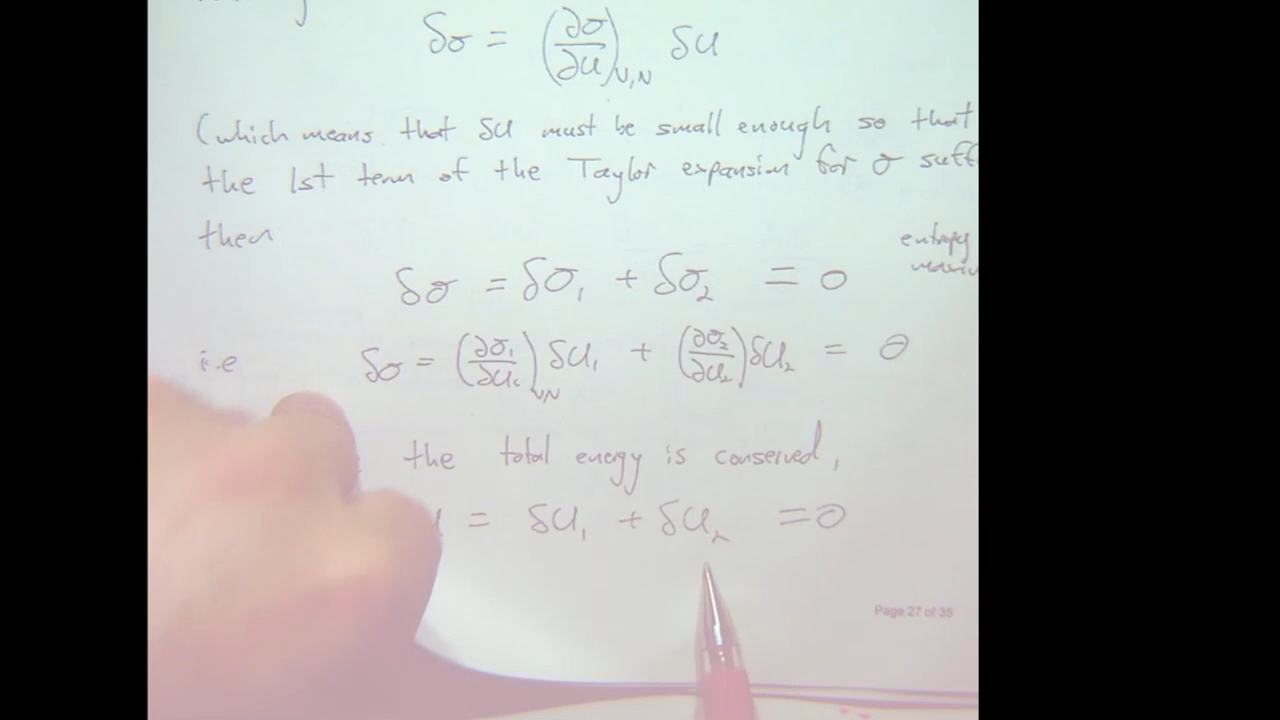 δσ = (∂σ/∂U)V,N δU
(which means that δU must be small enough so that
the 1st term of the Taylor expansion for σ suff
then
entropy
δσ = δσ₁ + δσ₂ = 0
i.e δσ = (∂σ₁/∂U₁)V,N δU₁ + (∂σ₂/∂U₂) δU₂ = 0
the total energy is conserved,
= δU₁ + δU₂ = 0
Page 27 of 35